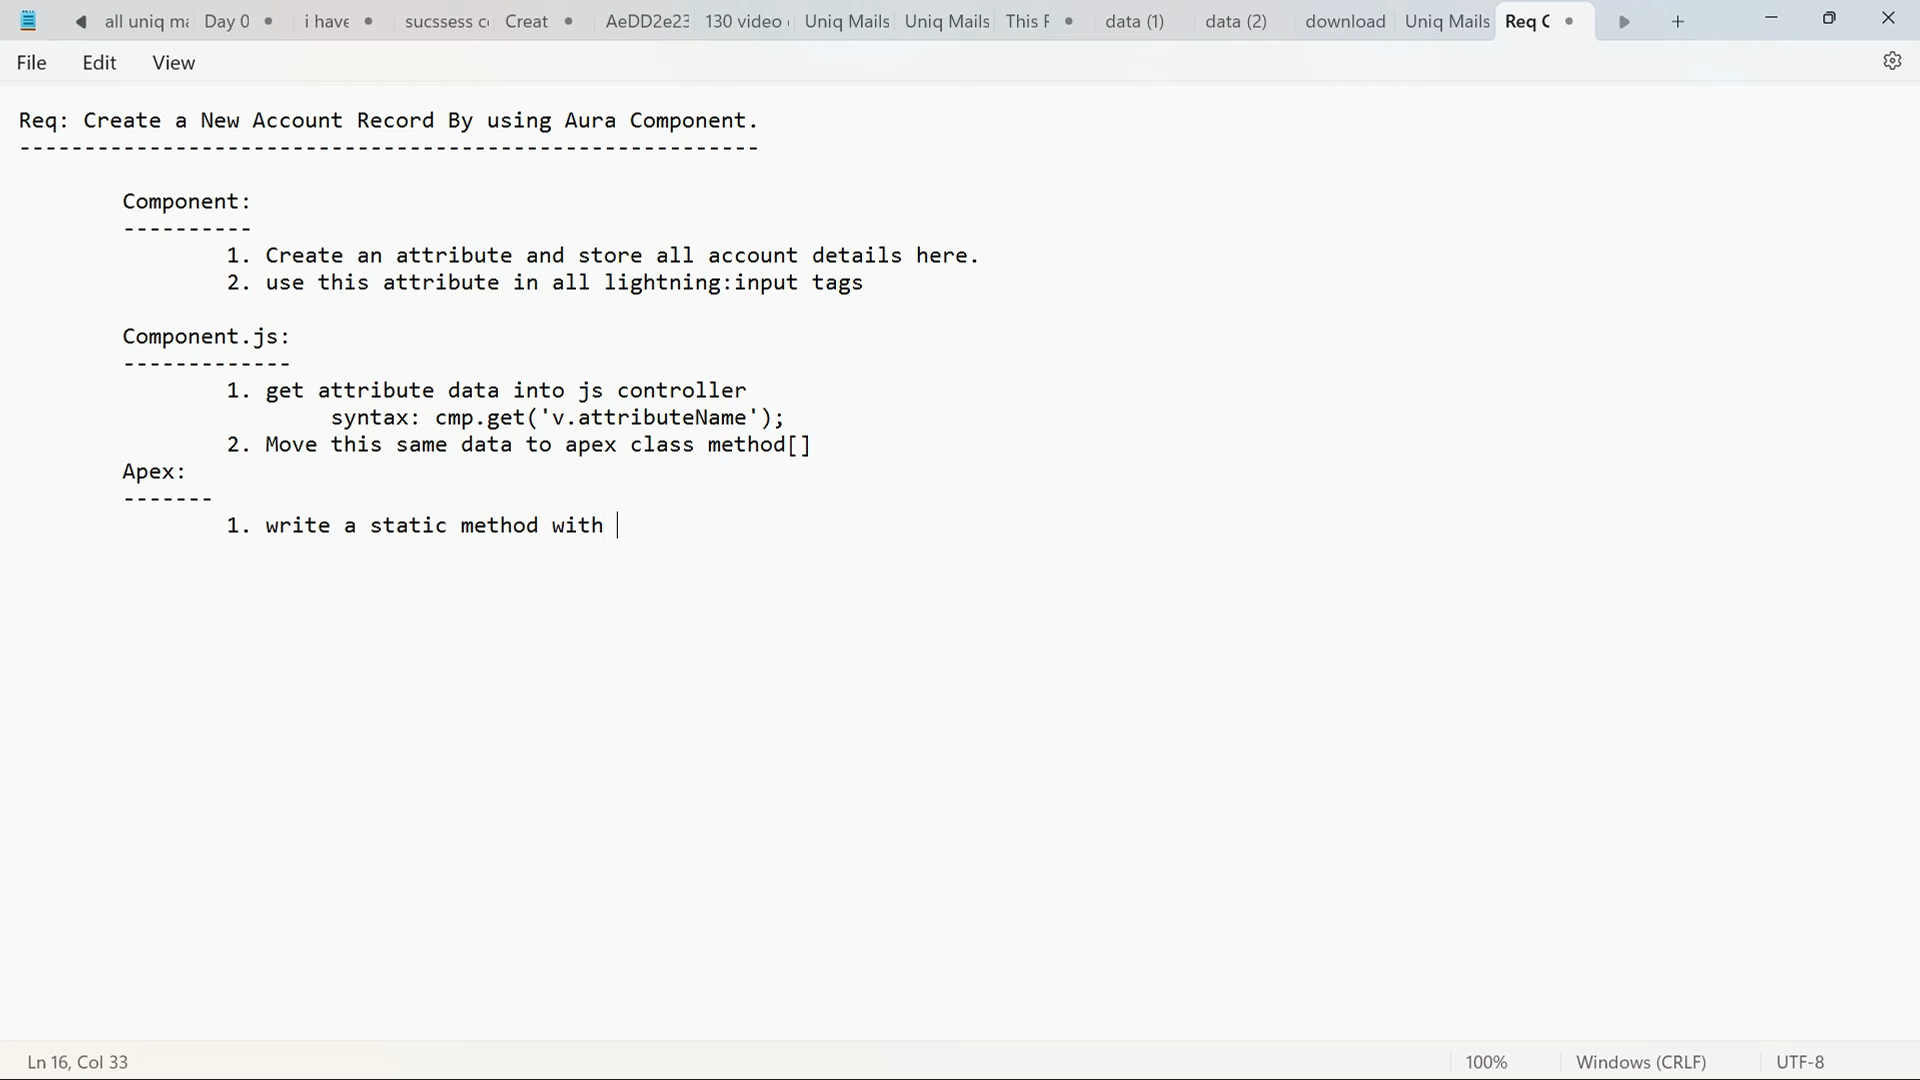 all uniq ma Day 0 i have sucssess co Creat AeDD2e23 130 video Uniq Mails Uniq Mails This data (1) data (2) download Uniq Mails Req
File Edit View
Req: Create a New Account Record By using Aura Component.
---------------------------------------------------------
Component:
----------
1. Create an attribute and store all account details here.
2. use this attribute in all lightning:input tags
Component.js:
-------------
1. get attribute data into js controller
syntax: cmp.get('v.attributeName');
2. Move this same data to apex class method[]
Apex:
-------
1. write a static method with
Ln 16, Col 33 100% Windows (CRLF) UTF-8